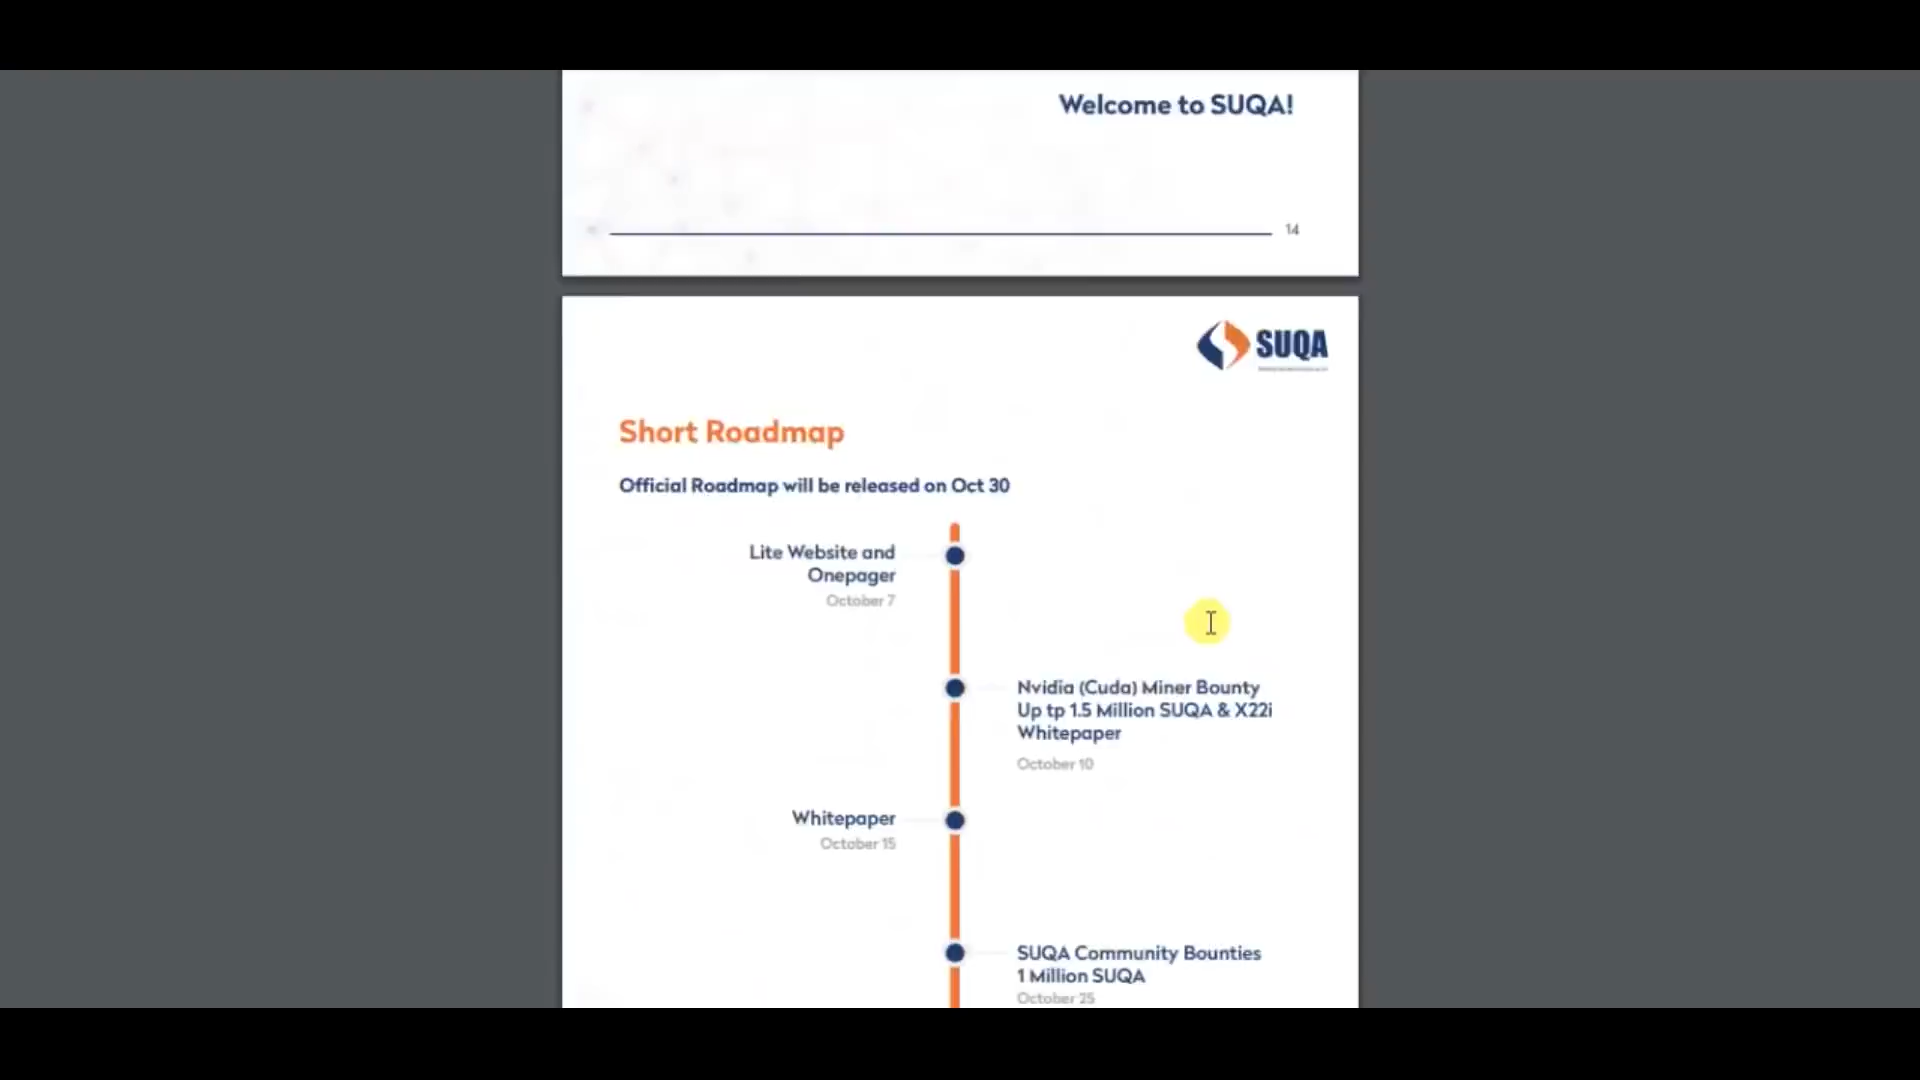 Welcome to SUQA!
14
SUQA
Short Roadmap
Official Roadmap will be released on Oct 30
Lite Website and
Onepager
October 7
Nvidia (Cuda) Miner Bounty
Up tp 1.5 Million SUQA & X22i
Whitepaper
October 10
Whitepaper
October 15
SUQA Community Bounties
1 Million SUQA
October 25